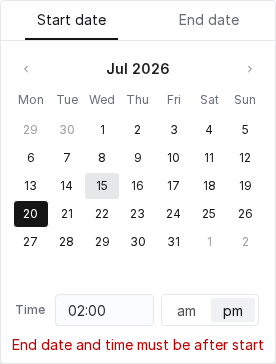 Start date End date
Jul 2026
Mon Tue Wed Thu Fri Sat Sun
29 30 1 2 3 4 5
6 7 8 9 10 11 12
13 14 15 16 17 18 19
20 21 22 23 24 25 26
27 28 29 30 31 1 2
Time 02:00 am pm
End date and time must be after start